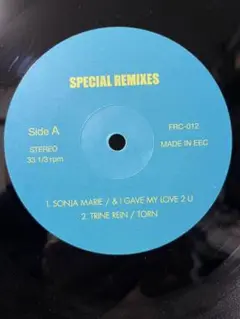 SPECIAL REMIXES
Side A
FRC-012
STEREO
MADE IN EEC
33 1/3 rpm
1. SONJA MARIE / & I GAVE MY LOVE 2 U
2. TRINE REIN / TORN